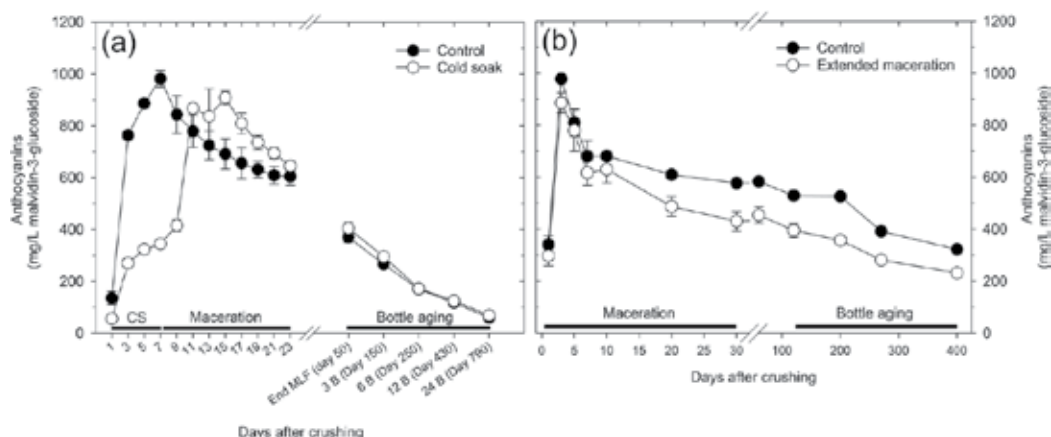 (a)
Control
Cold soak
Anthocyanins
(mg/L malvidin-3-glucoside)
1200
1000
800
600
400
200
0
CS
Maceration
Bottle aging
1
3
5
7
9
11
13
15
17
19
21
23
End MLF (day 50)
3 B (Day 150)
6 B (Day 250)
12 B (Day 430)
24 B (Day 790)
Days after crushing
(b)
Control
Extended maceration
1200
1000
800
600
400
200
0
Anthocyanins
(mg/L malvidin-3-glucoside)
Maceration
Bottle aging
0
5
10
20
30
100
200
300
400
Days after crushing